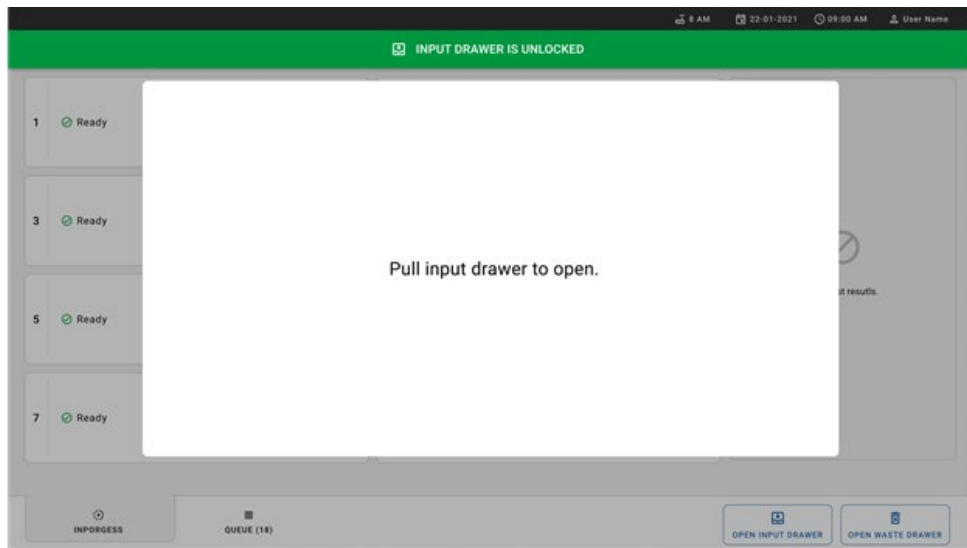 8 AM 22-01-2021 09:00 AM User Name
INPUT DRAWER IS UNLOCKED
1 Ready
3 Ready
Pull input drawer to open.
resutls.
5 Ready
7 Ready
INPORGESS QUEUE (18) OPEN INPUT DRAWER OPEN WASTE DRAWER